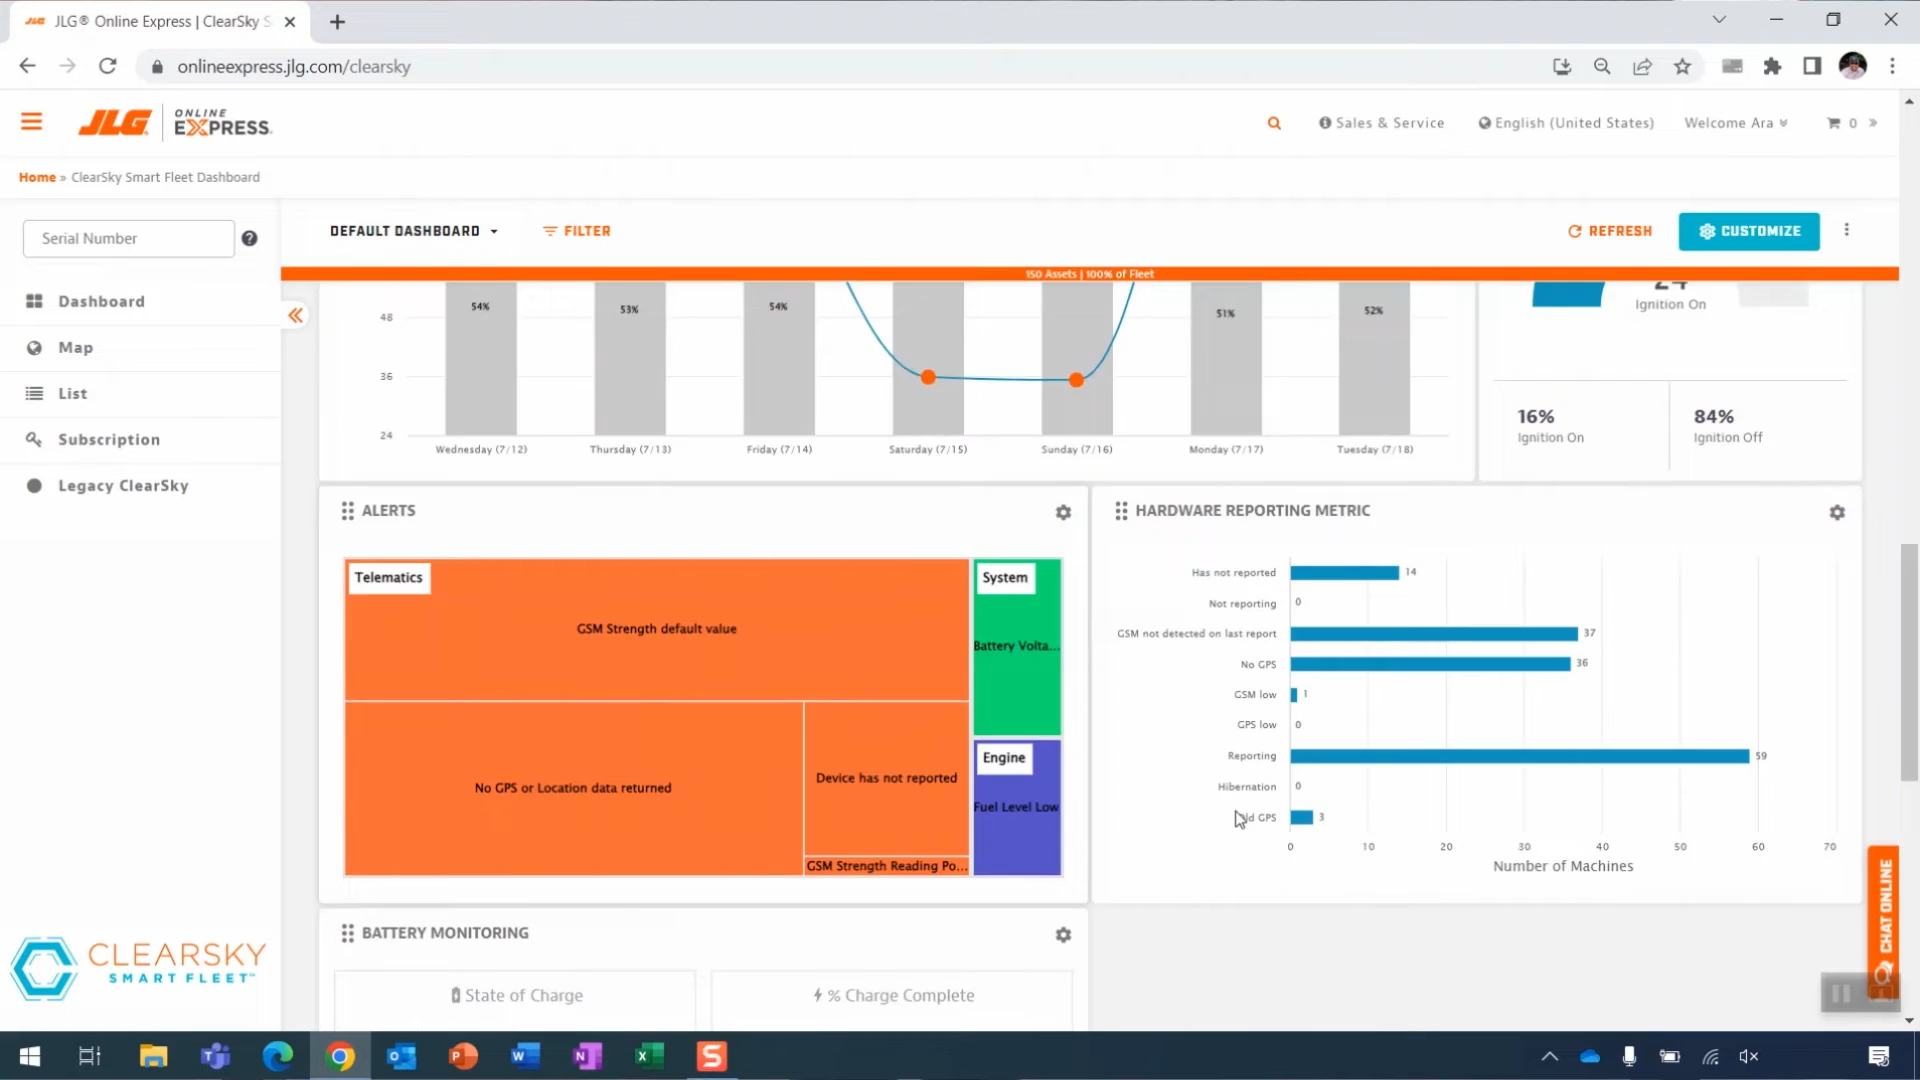 JLG® Online Express | ClearSky S
onlineexpress.jlg.com/clearsky
JLG ONLINE EXPRESS
Sales & Service
English (United States)
Welcome Ara
0
Home » ClearSky Smart Fleet Dashboard
Serial Number
DEFAULT DASHBOARD
FILTER
REFRESH
CUSTOMIZE
150 Assets | 100% of Fleet
Dashboard
Map
List
Subscription
Legacy ClearSky
54% 53% 54% 51% 52%
48
36
24
Wednesday (7/12) Thursday (7/13) Friday (7/14) Saturday (7/15) Sunday (7/16) Monday (7/17) Tuesday (7/18)
Ignition On
16%
Ignition On
84%
Ignition Off
ALERTS
Telematics
GSM Strength default value
No GPS or Location data returned
Device has not reported
GSM Strength Reading Po...
System
Battery Volta...
Engine
Fuel Level Low
HARDWARE REPORTING METRIC
Has not reported 14
Not reporting 0
GSM not detected on last report 37
No GPS 36
GSM low 1
GPS low 0
Reporting 59
Hibernation 0
GPS 3
0 10 20 30 40 50 60 70
Number of Machines
BATTERY MONITORING
State of Charge
% Charge Complete
CLEARSKY
SMART FLEET™
CHAT ONLINE